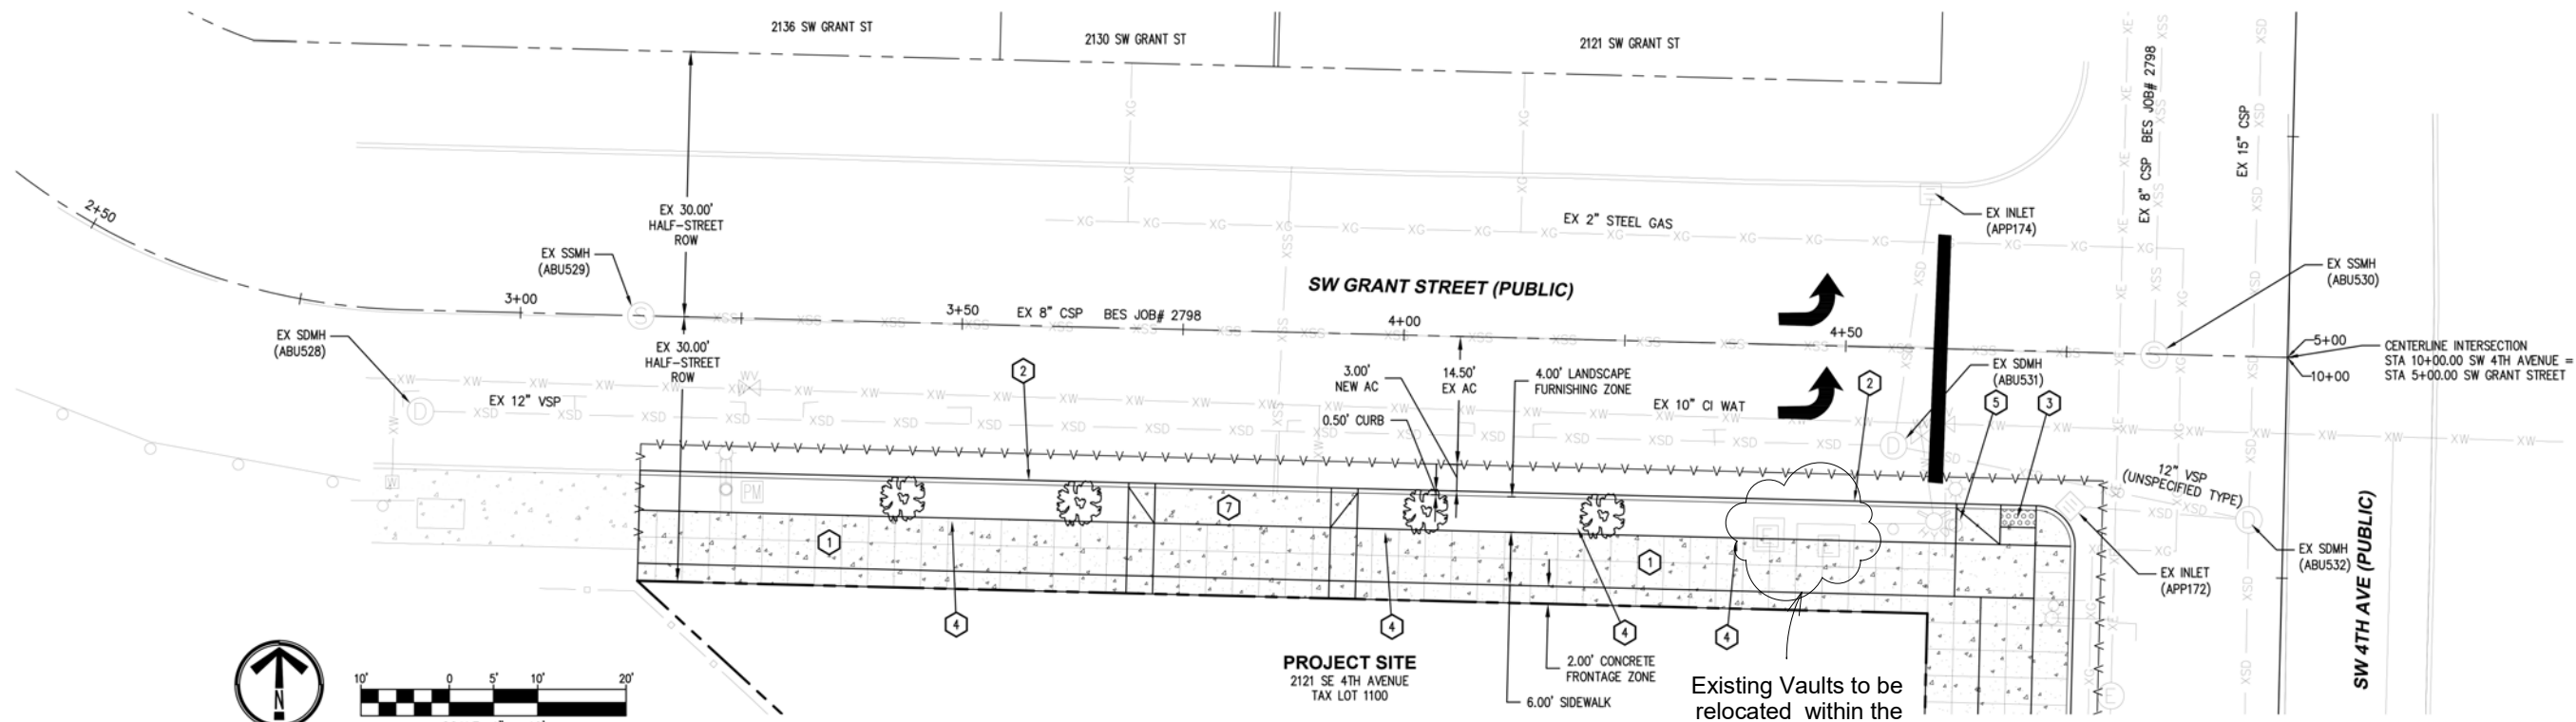 2136 SW GRANT ST
2130 SW GRANT ST
2121 SW GRANT ST
XE
XSS
XSD
EX 8" CSP BES JOB# 2798
EX 15" CSP
XG
XG
2+50
EX 30.00'
HALF-STREET
ROW
EX SSMH
(ABU529)
3+00
EX 2" STEEL GAS
EX INLET
(APP174)
SW GRANT STREET (PUBLIC)
EX SSMH
(ABU530)
3+50
EX 8" CSP BES JOB# 2798
4+00
4+50
5+00
10+00
CENTERLINE INTERSECTION
STA 10+00.00 SW 4TH AVENUE =
STA 5+00.00 SW GRANT STREET
EX SDMH
(ABU528)
EX 30.00'
HALF-STREET
ROW
EX 12" VSP
WV
2
3.00'
NEW AC
0.50' CURB
14.50'
EX AC
4.00' LANDSCAPE
FURNISHING ZONE
EX 10" CI WAT
2
EX SDMH
(ABU531)
5
3
12" VSP
(UNSPECIFIED TYPE)
W
PM
1
7
1
E
E
S
S
D
D
D
EX INLET
(APP172)
EX SDMH
(ABU532)
SW 4TH AVE (PUBLIC)
4
4
4
4
2.00' CONCRETE
FRONTAGE ZONE
6.00' SIDEWALK
PROJECT SITE
2121 SE 4TH AVENUE
TAX LOT 1100
Existing Vaults to be
relocated within the
N
10' 0 5' 10' 20'